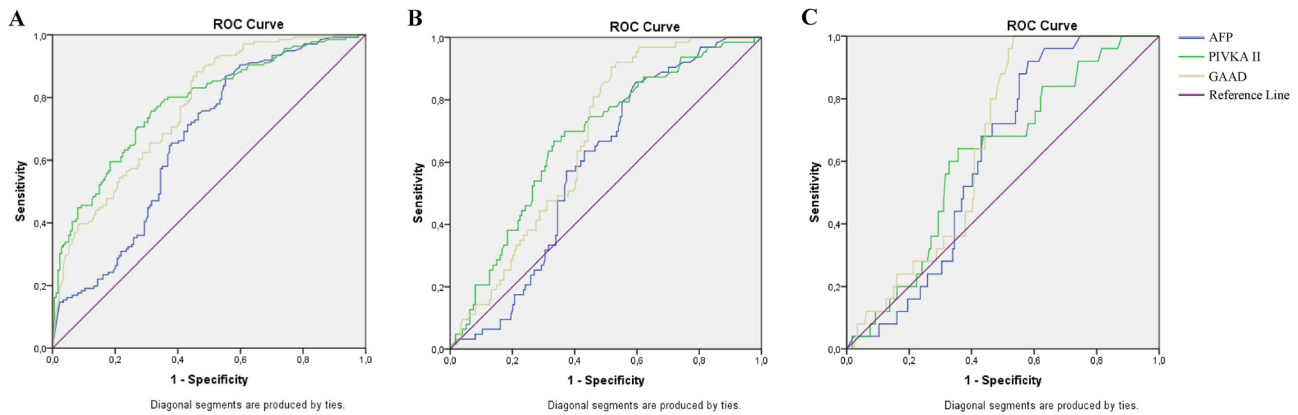 A
ROC Curve
Sensitivity
1,0
0,8
0,6
0,4
0,2
0,0
0,0 0,2 0,4 0,6 0,8 1,0
1 - Specificity
Diagonal segments are produced by ties.
B
ROC Curve
Sensitivity
1,0
0,8
0,6
0,4
0,2
0,0
0,0 0,2 0,4 0,6 0,8 1,0
1 - Specificity
Diagonal segments are produced by ties.
C
ROC Curve
Sensitivity
1,0
0,8
0,6
0,4
0,2
0,0
0,0 0,2 0,4 0,6 0,8 1,0
1 - Specificity
Diagonal segments are produced by ties.
AFP
PIVKA II
GAAD
Reference Line